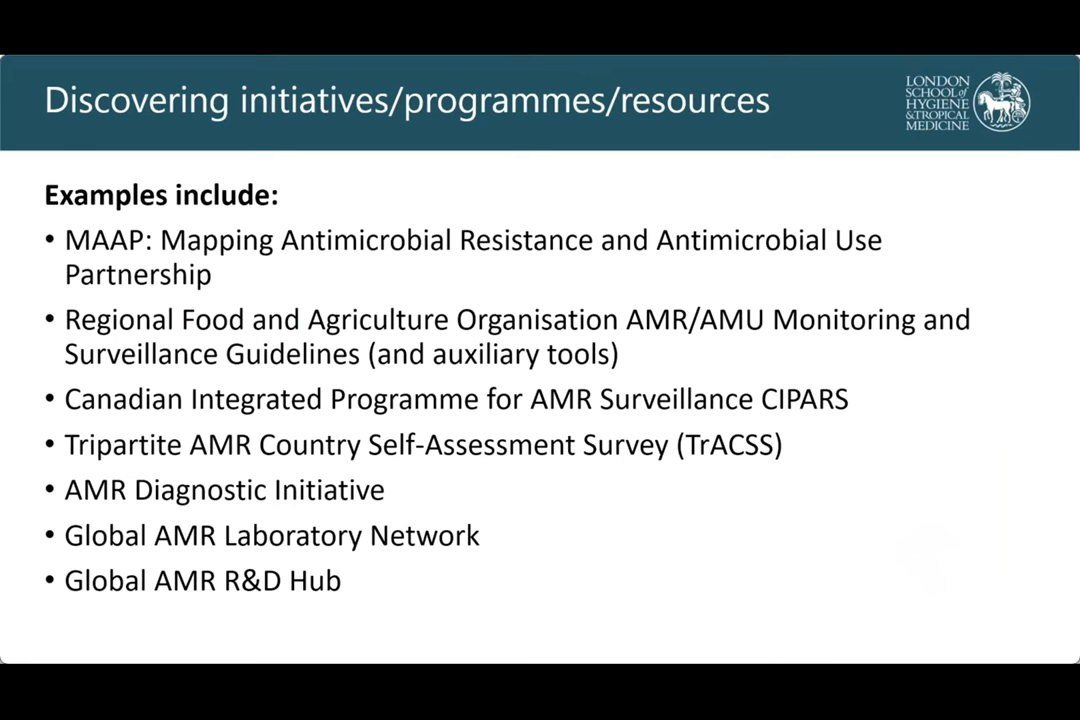 Discovering initiatives/programmes/resources
LONDON
SCHOOL of
HYGIENE
& TROPICAL
MEDICINE
Examples include:
• MAAP: Mapping Antimicrobial Resistance and Antimicrobial Use
Partnership
• Regional Food and Agriculture Organisation AMR/AMU Monitoring and
Surveillance Guidelines (and auxiliary tools)
• Canadian Integrated Programme for AMR Surveillance CIPARS
• Tripartite AMR Country Self-Assessment Survey (TrACSS)
• AMR Diagnostic Initiative
• Global AMR Laboratory Network
• Global AMR R&D Hub